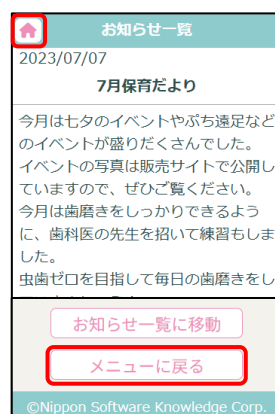 お知らせ一覧
2023/07/07
7月保育だより
今月は七夕のイベントやぷち遠足など
のイベントが盛りだくさんでした。
イベントの写真は販売サイトで公開し
ていますので、ぜひご覧ください。
今月は歯磨きをしっかりできるよう
に、歯科医の先生を招いて練習もしま
した。
虫歯ゼロを目指して毎日の歯磨きをし
お知らせ一覧に移動
メニューに戻る
©Nippon Software Knowledge Corp.